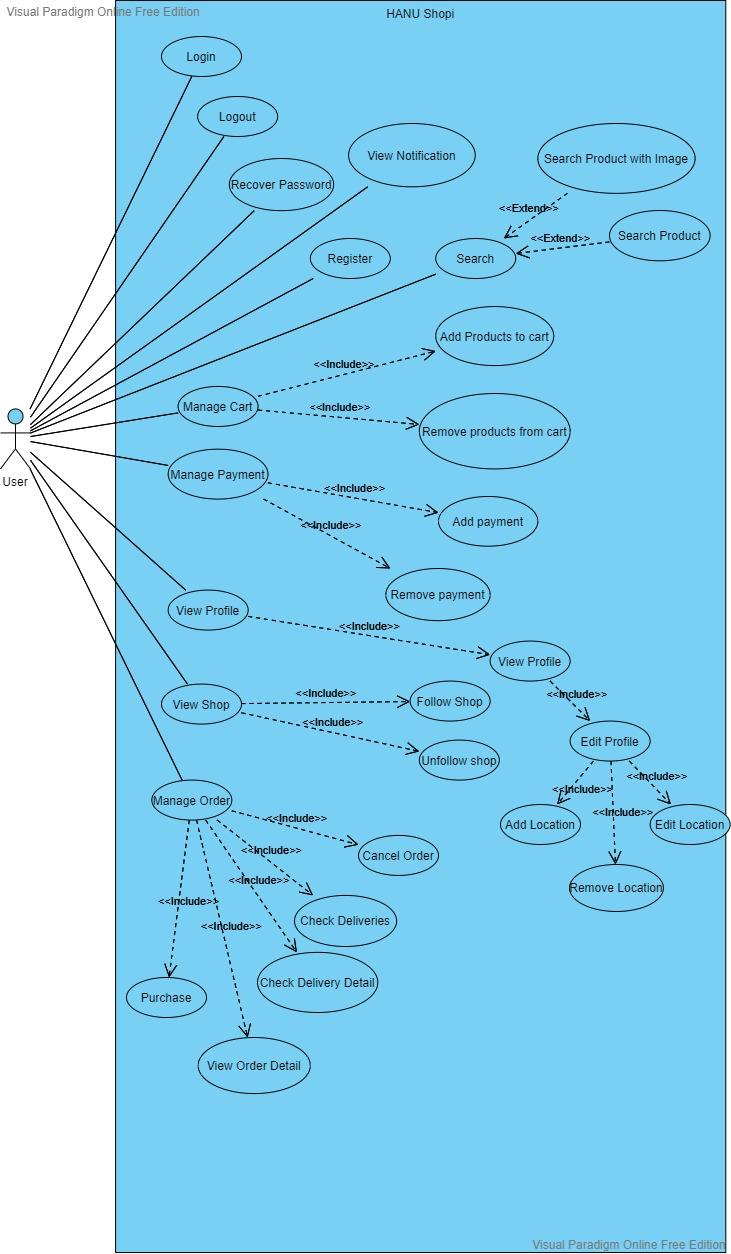 Visual Paradigm Online Free Edition
HANU Shopi
Login
Logout
View Notification
Search Product with Image
Recover Password
<<Extend>>
Search Product
<<Extend>>
Register
Search
Add Products to cart
<<Include>>
Manage Cart
<<Include>>
Remove products from cart
User
Manage Payment
<<Include>>
Add payment
<<Include>>
Remove payment
View Profile
<<Include>>
View Profile
<<Include>>
View Shop
<<Include>>
Follow Shop
<<Include>>
Edit Profile
Unfollow shop
<<Include>>
<<Include>>
Manage Order
<<Include>>
<<Include>>
Add Location
Edit Location
<<Include>>
Cancel Order
<<Include>>
Remove Location
<<Include>>
Check Deliveries
<<Include>>
Check Delivery Detail
Purchase
View Order Detail
Visual Paradigm Online Free Edition